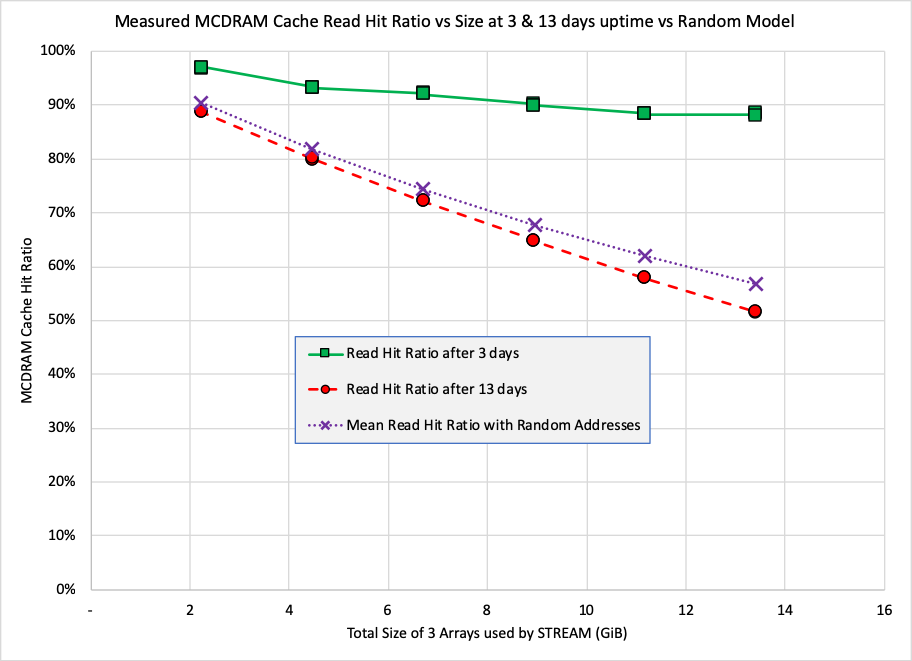 Measured MCDRAM Cache Read Hit Ratio vs Size at 3 & 13 days uptime vs Random Model
100%
90%
80%
70%
60%
50%
40%
30%
20%
10%
0%
MCDRAM Cache Hit Ratio
Read Hit Ratio after 3 days
Read Hit Ratio after 13 days
Mean Read Hit Ratio with Random Addresses
- 2 4 6 8 10 12 14 16
Total Size of 3 Arrays used by STREAM (GiB)